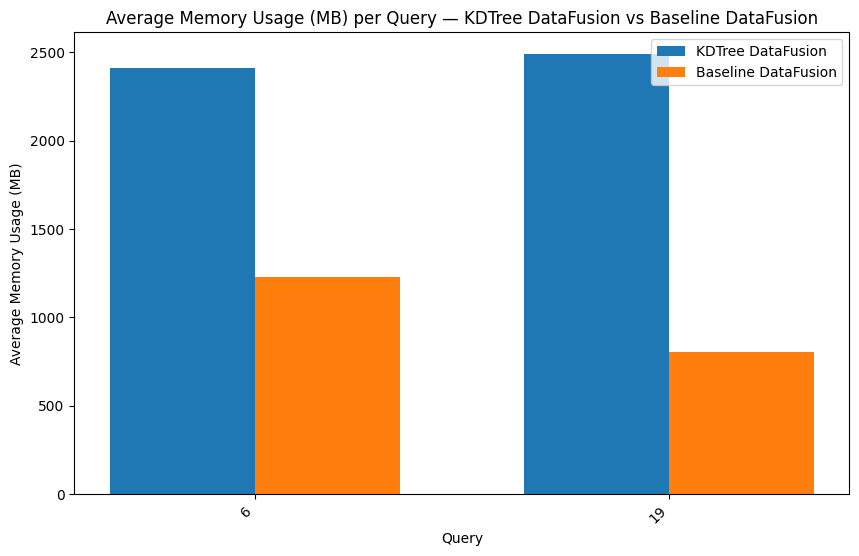 Average Memory Usage (MB) per Query — KDTree DataFusion vs Baseline DataFusion
KDTree DataFusion
Baseline DataFusion
Average Memory Usage (MB)
2500
2000
1500
1000
500
0
6
19
Query